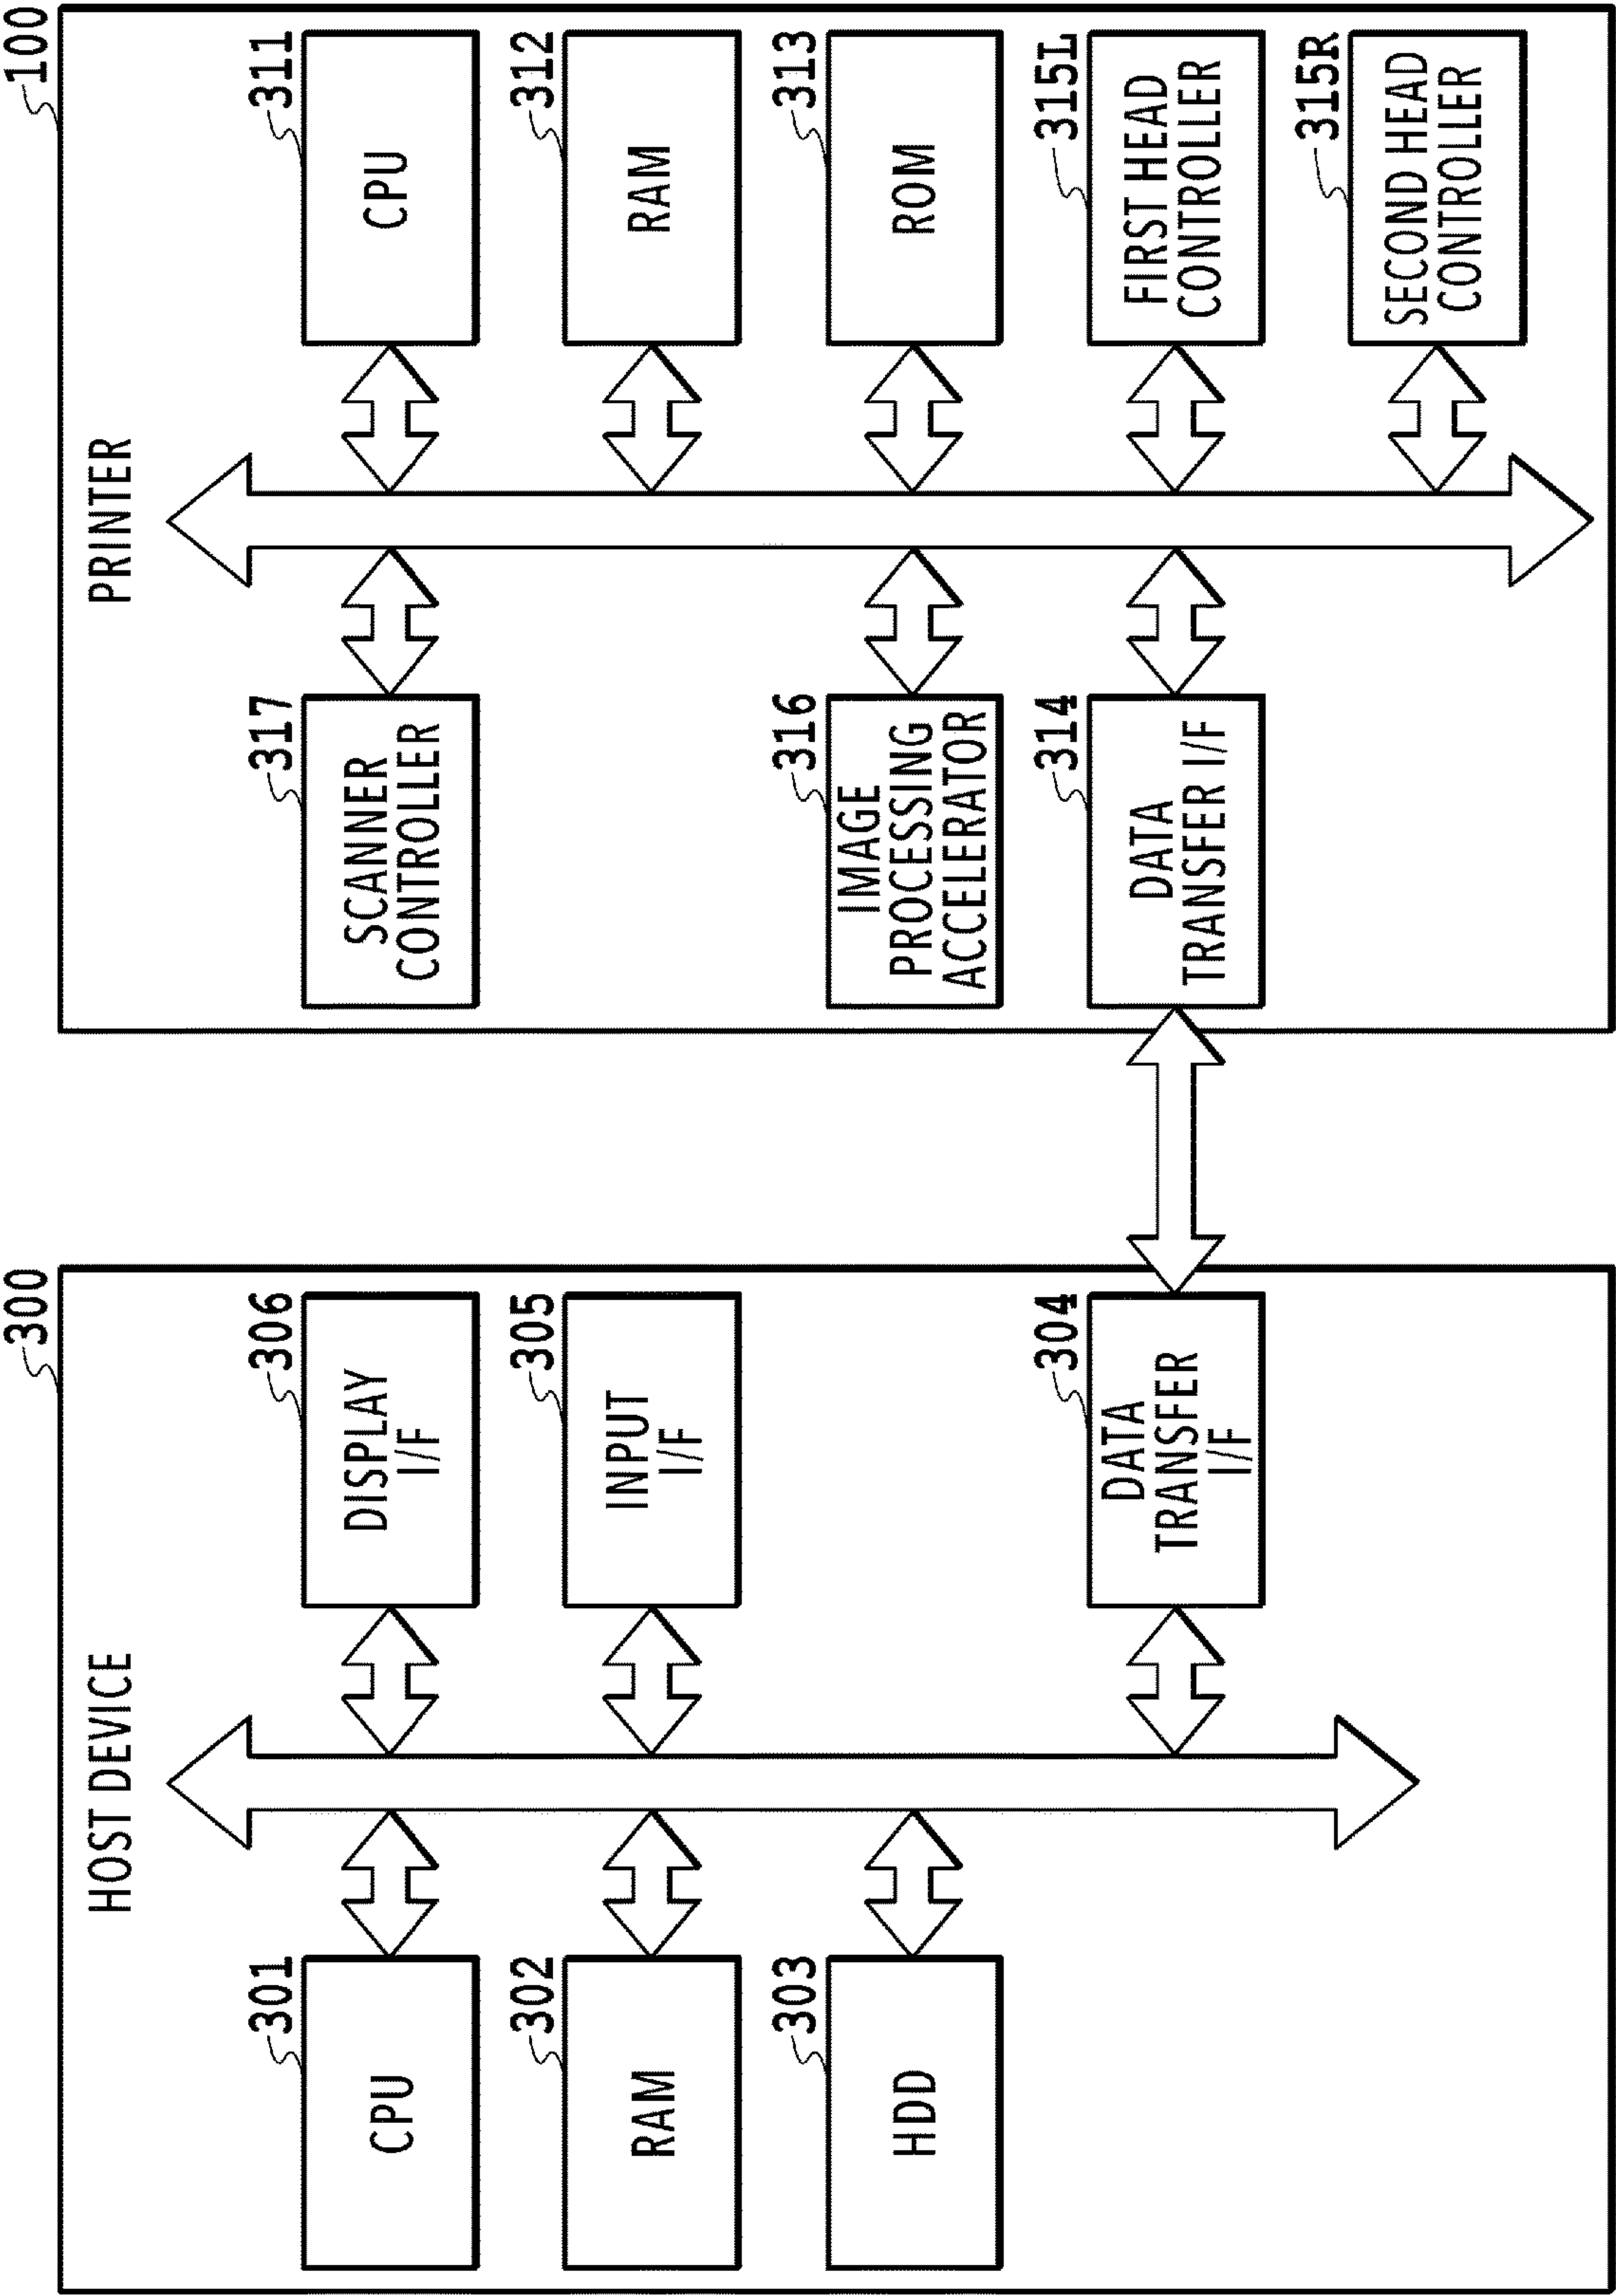 300
HOST DEVICE
301
CPU
302
RAM
303
HDD
306
DISPLAY
I/F
305
INPUT
I/F
304
DATA
TRANSFER
I/F
100
PRINTER
317
SCANNER
CONTROLLER
316
IMAGE
PROCESSING
ACCELERATOR
314
DATA
TRANSFER I/F
311
CPU
312
RAM
313
ROM
315L
FIRST HEAD
CONTROLLER
315R
SECOND HEAD
CONTROLLER